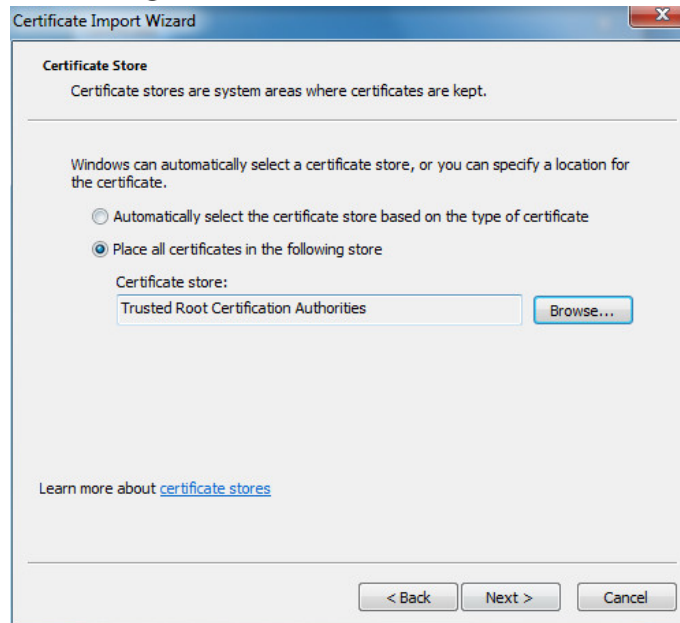 Certificate Import Wizard
Certificate Store
Certificate stores are system areas where certificates are kept.
Windows can automatically select a certificate store, or you can specify a location for
the certificate.
Automatically select the certificate store based on the type of certificate
Place all certificates in the following store
Certificate store:
Trusted Root Certification Authorities
Browse...
Learn more about certificate stores
< Back Next > Cancel